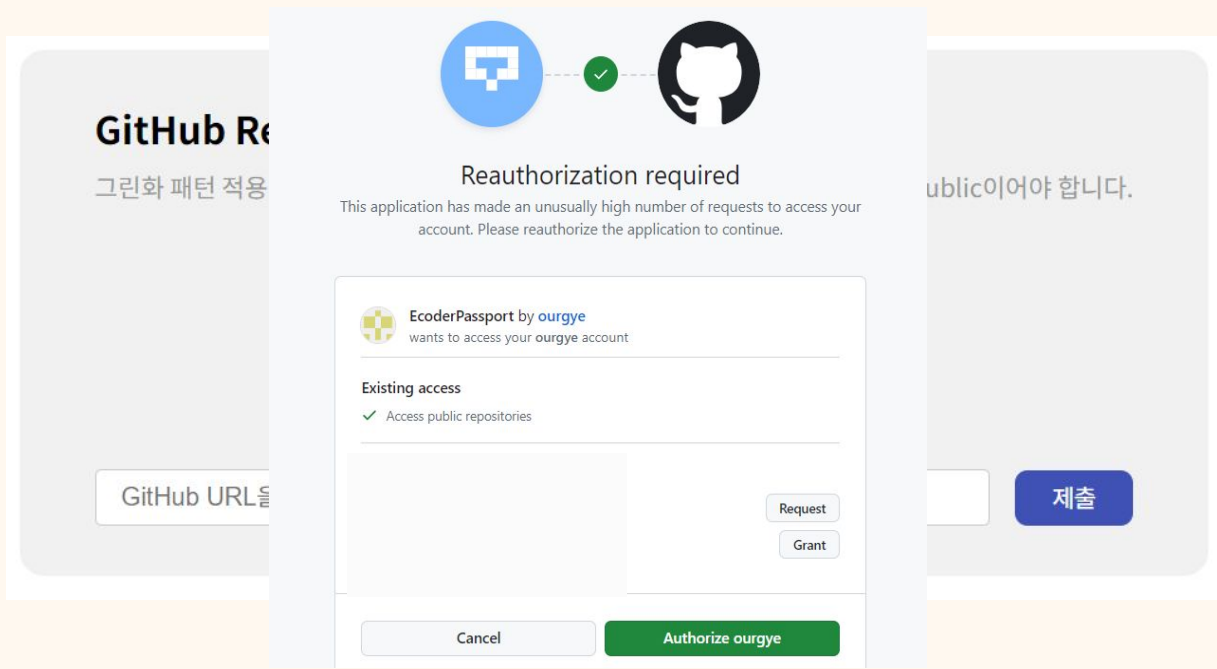 GitHub Re
그린화 패턴 적용
ublic이어야 합니다.
GitHub URL을
제출
Reauthorization required
This application has made an unusually high number of requests to access your
account. Please reauthorize the application to continue.
EcoderPassport by ourgye
wants to access your ourgye account
Existing access
Access public repositories
Request
Grant
Cancel
Authorize ourgye